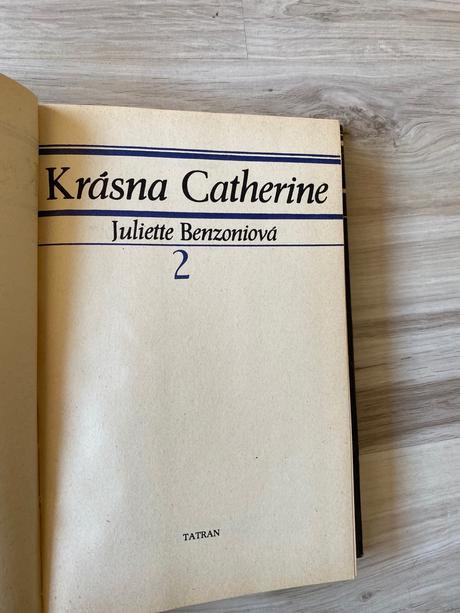 Krásna Catherine
Juliette Benzoniová
2
TATRAN